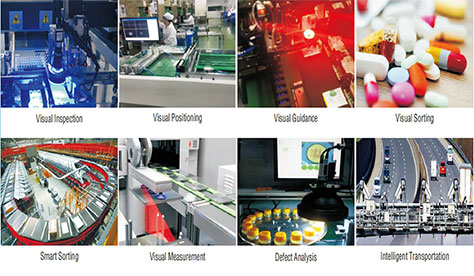 Visual Inspection
Visual Positioning
Visual Guidance
Visual Sorting
Smart Sorting
Visual Measurement
Defect Analysis
Intelligent Transportation